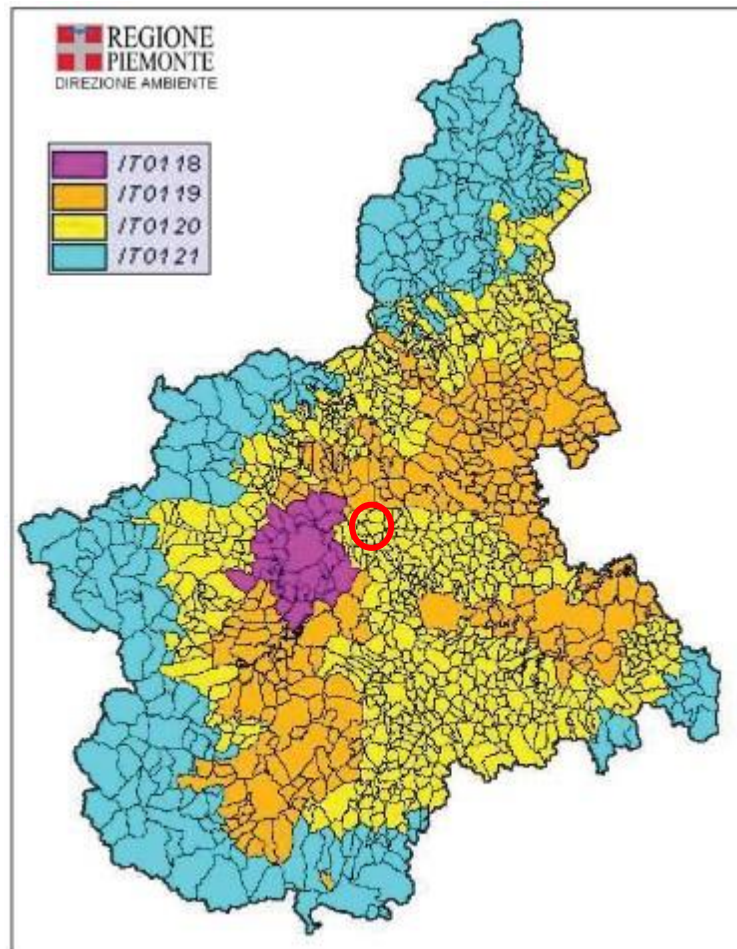 REGIONE
PIEMONTE
DIREZIONE AMBIENTE
IT0118
IT0119
IT0120
IT0121